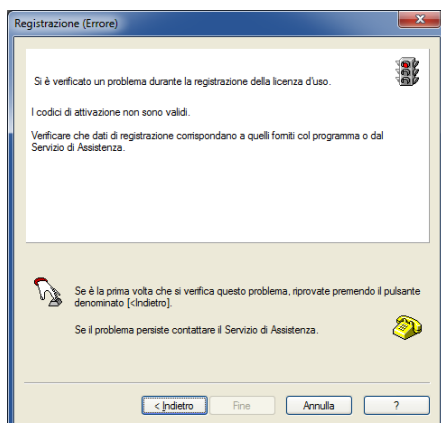 Registrazione (Errore)
Si è verificato un problema durante la registrazione della licenza d'uso.
I codici di attivazione non sono validi.
Verificare che dati di registrazione corrispondano a quelli forniti col programma o dal
Servizio di Assistenza.
Se è la prima volta che si verifica questo problema, riprovate premendo il pulsante
denominato [<Indietro].
Se il problema persiste contattare il Servizio di Assistenza.
< Indietro
Fine
Annulla
?